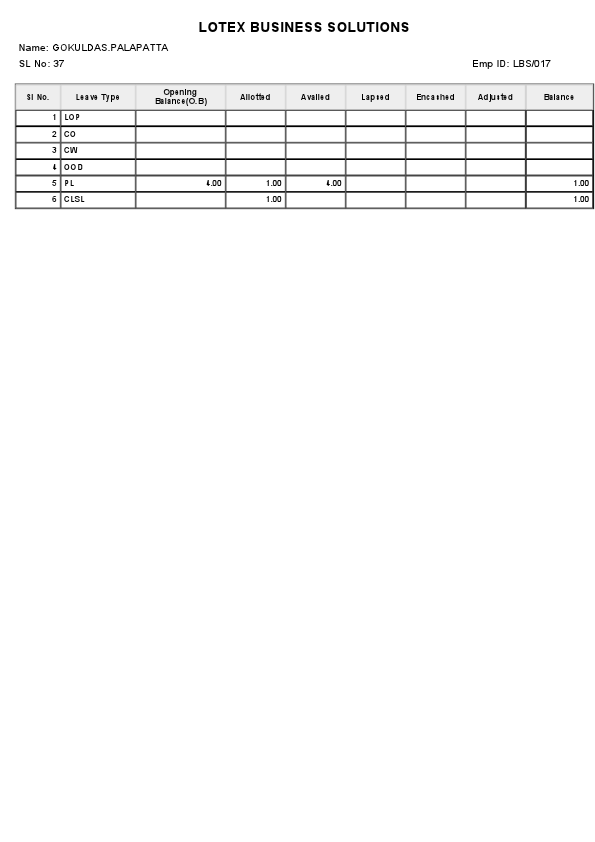 LOTEX BUSINESS SOLUTIONS
Name: GOKULDAS.PALAPATTA
SL No: 37 Emp ID: LBS/017
Sl No. Leave Type Opening Balance(O.B) Allotted Availed Lapsed Encashed Adjusted Balance
1 LOP
2 CO
3 CW
4 OOD
5 PL 4.00 1.00 4.00 1.00
6 CLSL 1.00 1.00